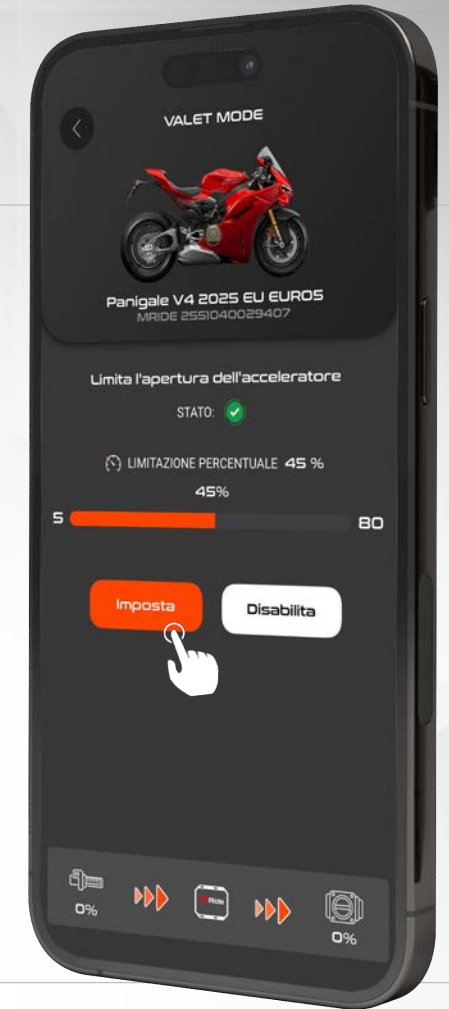 VALET MODE
Panigale V4 2025 EU EURO5
MRIDE 2551040029407
Limita l'apertura dell'acceleratore
STATO:
LIMITAZIONE PERCENTUALE 45 %
45%
5 80
Imposta Disabilita
MRide
0% 0%